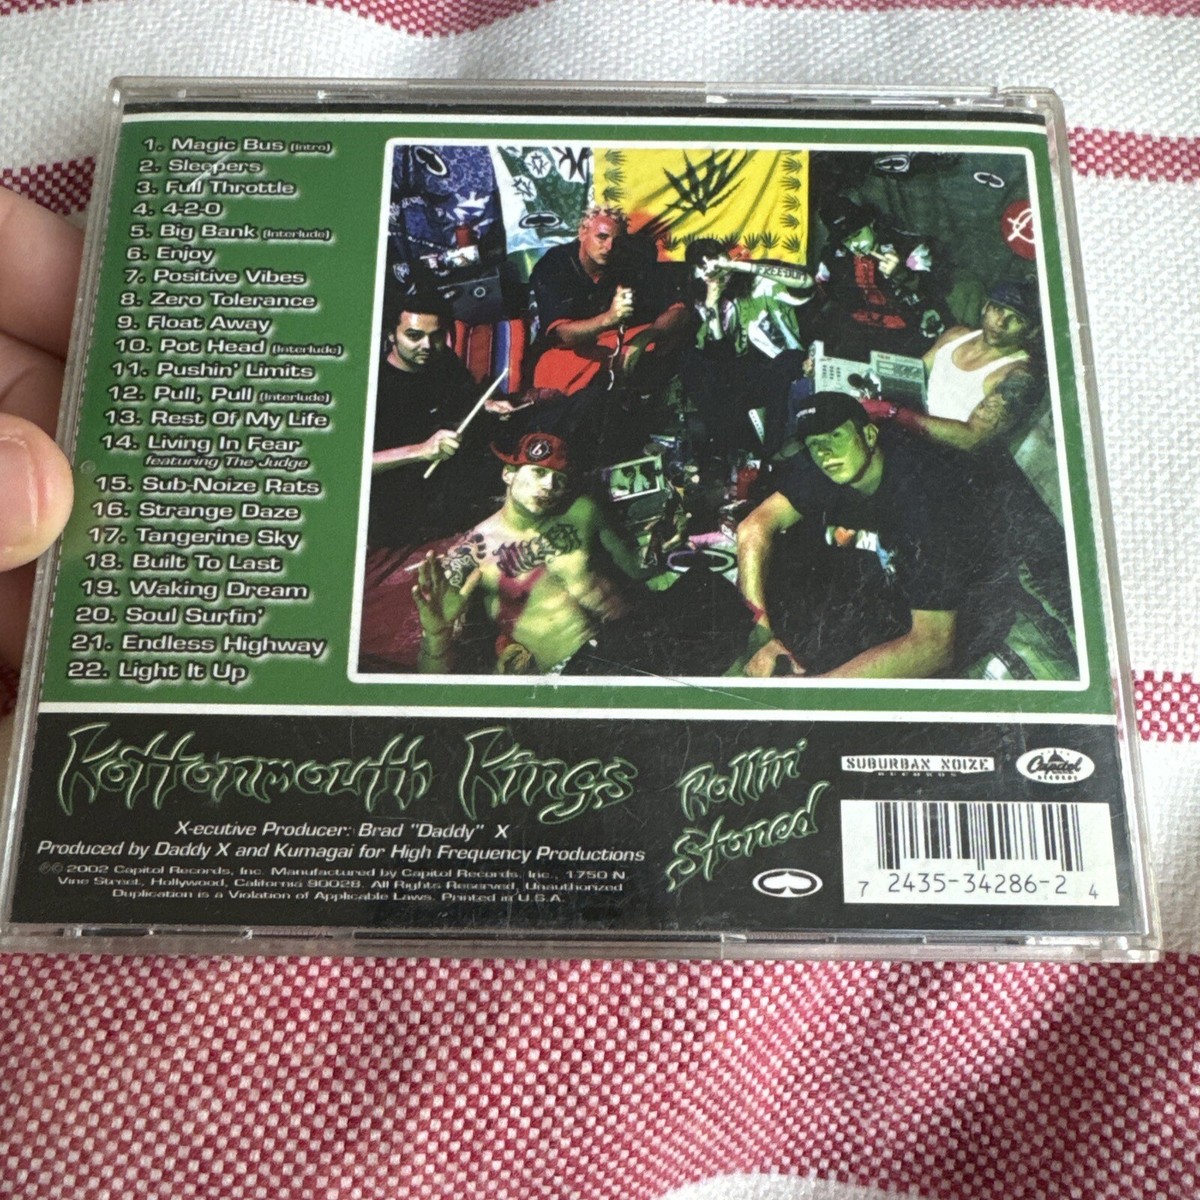 1. Magic Bus (Intro)
2. Sleepers
3. Full Throttle
4. 4-2-0
5. Big Bank (Interlude)
6. Enjoy
7. Positive Vibes
8. Zero Tolerance
9. Float Away
10. Pot Head (Interlude)
11. Pushin' Limits
12. Pull, Pull (Interlude)
13. Rest Of My Life
14. Living In Fear
featuring The Judge
15. Sub-Noize Rats
16. Strange Daze
17. Tangerine Sky
18. Built To Last
19. Waking Dream
20. Soul Surfin'
21. Endless Highway
22. Light It Up
Kottonmouth Kings
Rollin'
Stoned
X-ecutive Producer: Brad "Daddy" X
Produced by Daddy X and Kumagai for High Frequency Productions
℗© 2002 Capitol Records, Inc. Manufactured by Capitol Records, Inc., 1750 N.
Vine Street, Hollywood, California 90028. All Rights Reserved. Unauthorized
Duplication is a Violation of Applicable Laws. Printed in U.S.A.
SUBURBAN NOIZE
RECORDS
Capitol
RECORDS
7 2435-34286-2 4